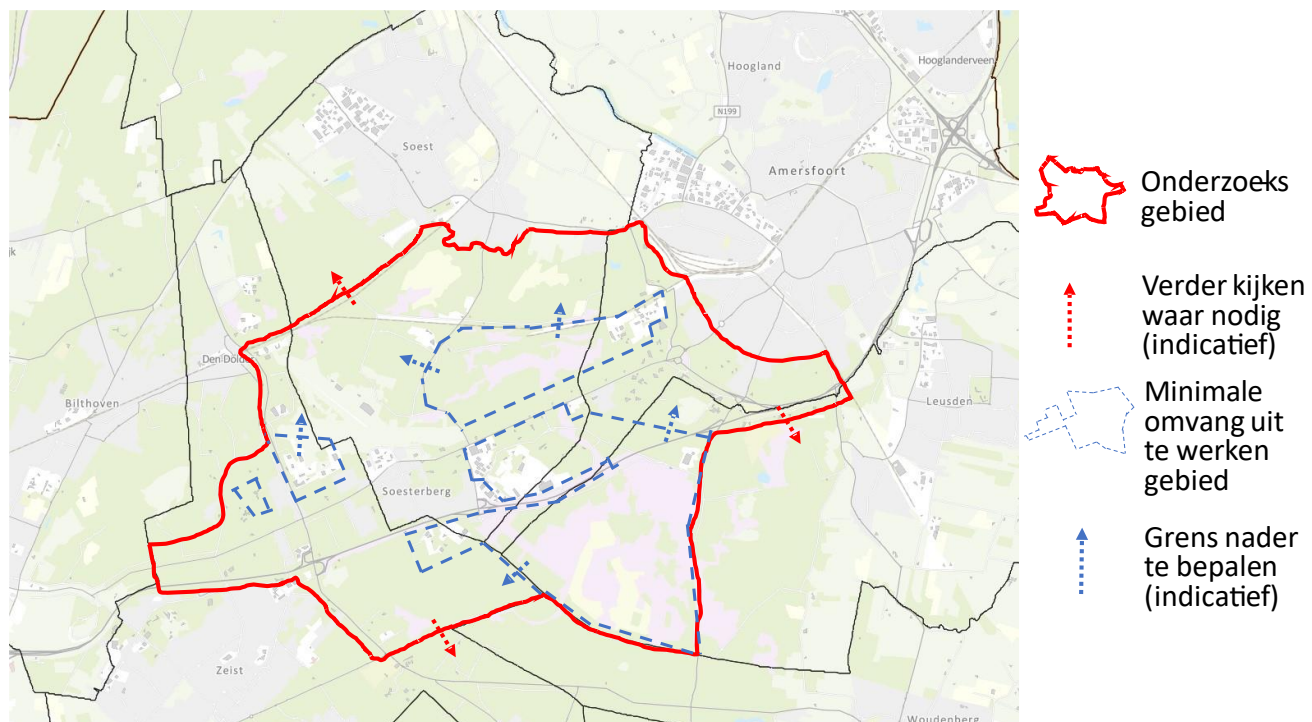 Hooglanderveen
Hoogland
N199
Soest
Amersfoort
jk
Den Dolder
Bilthoven
Leusden
Soesterberg
Zeist
Woudenberg
Onderzoeks
gebied
Verder kijken
waar nodig
(indicatief)
Minimale
omvang uit
te werken
gebied
Grens nader
te bepalen
(indicatief)